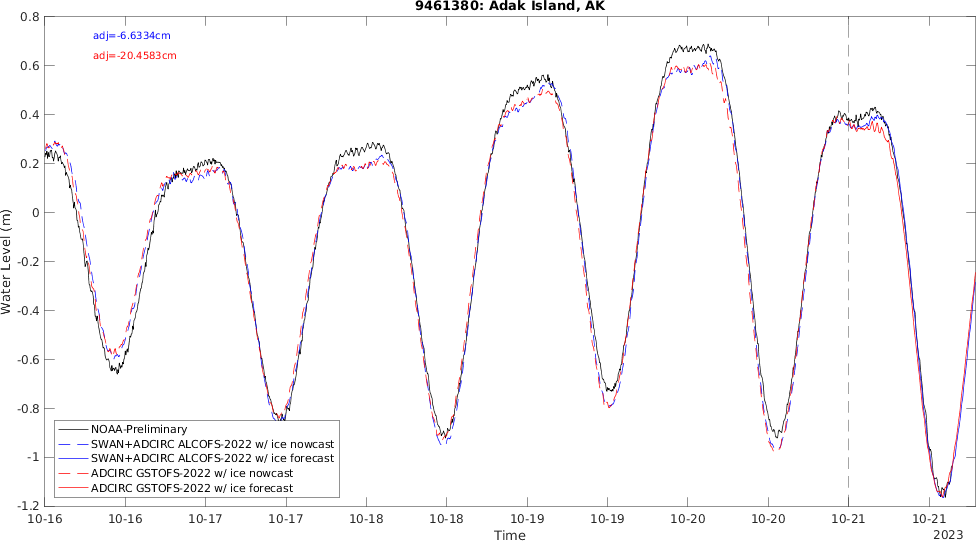 9461380: Adak Island, AK
adj=-6.6334cm
adj=-20.4583cm
Water Level (m)
0.8
0.6
0.4
0.2
0
-0.2
-0.4
-0.6
-0.8
-1
-1.2
NOAA-Preliminary
SWAN+ADCIRC ALCOFS-2022 w/ ice nowcast
SWAN+ADCIRC ALCOFS-2022 w/ ice forecast
ADCIRC GSTOFS-2022 w/ ice nowcast
ADCIRC GSTOFS-2022 w/ ice forecast
10-16 10-16 10-17 10-17 10-18 10-18 10-19 10-19 10-20 10-20 10-21 10-21
Time
2023